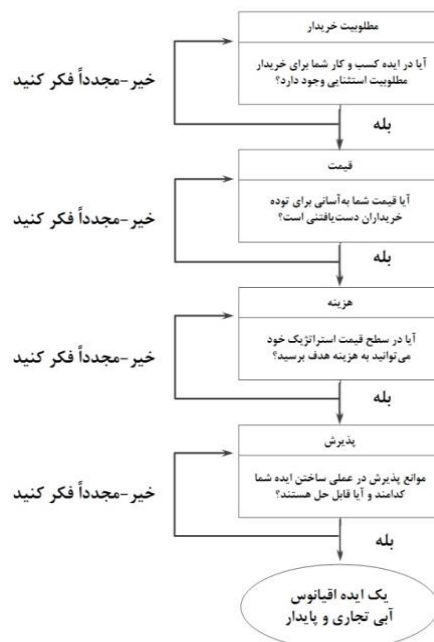 مطلوبیت خریدار
آیا در ایده کسب و کار شما برای خریدار
مطلوبیت استثنایی وجود دارد؟
خیر-مجدداً فکر کنید
بله
قیمت
آیا قیمت شما به‌آسانی برای توده
خریداران دست‌یافتنی است؟
خیر-مجدداً فکر کنید
بله
هزینه
آیا در سطح قیمت استراتژیک خود
می‌توانید به هزینه هدف برسید؟
خیر-مجدداً فکر کنید
بله
پذیرش
موانع پذیرش در عملی ساختن ایده شما
کدامند و آیا قابل حل هستند؟
خیر-مجدداً فکر کنید
بله
یک ایده اقیانوس
آبی تجاری و پایدار